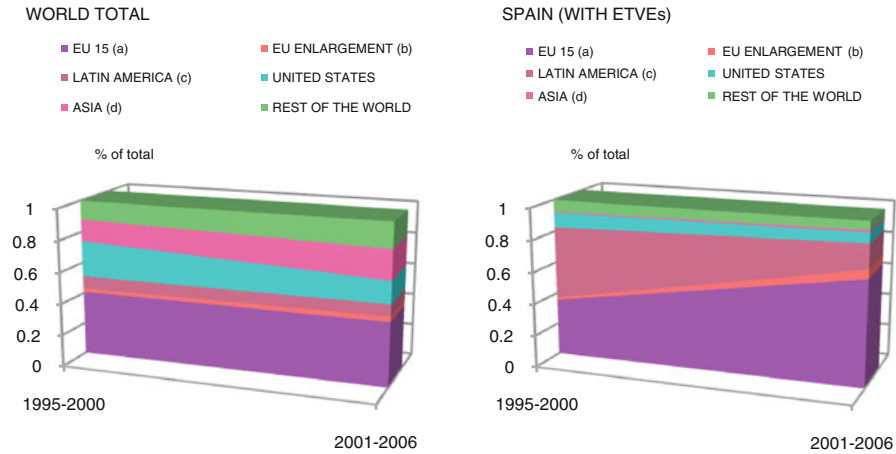 WORLD TOTAL
EU 15 (a)
EU ENLARGEMENT (b)
LATIN AMERICA (c)
UNITED STATES
ASIA (d)
REST OF THE WORLD
% of total
1
0.8
0.6
0.4
0.2
0
1995-2000
2001-2006
SPAIN (WITH ETVEs)
EU 15 (a)
EU ENLARGEMENT (b)
LATIN AMERICA (c)
UNITED STATES
ASIA (d)
REST OF THE WORLD
% of total
1
0.8
0.6
0.4
0.2
0
1995-2000
2001-2006